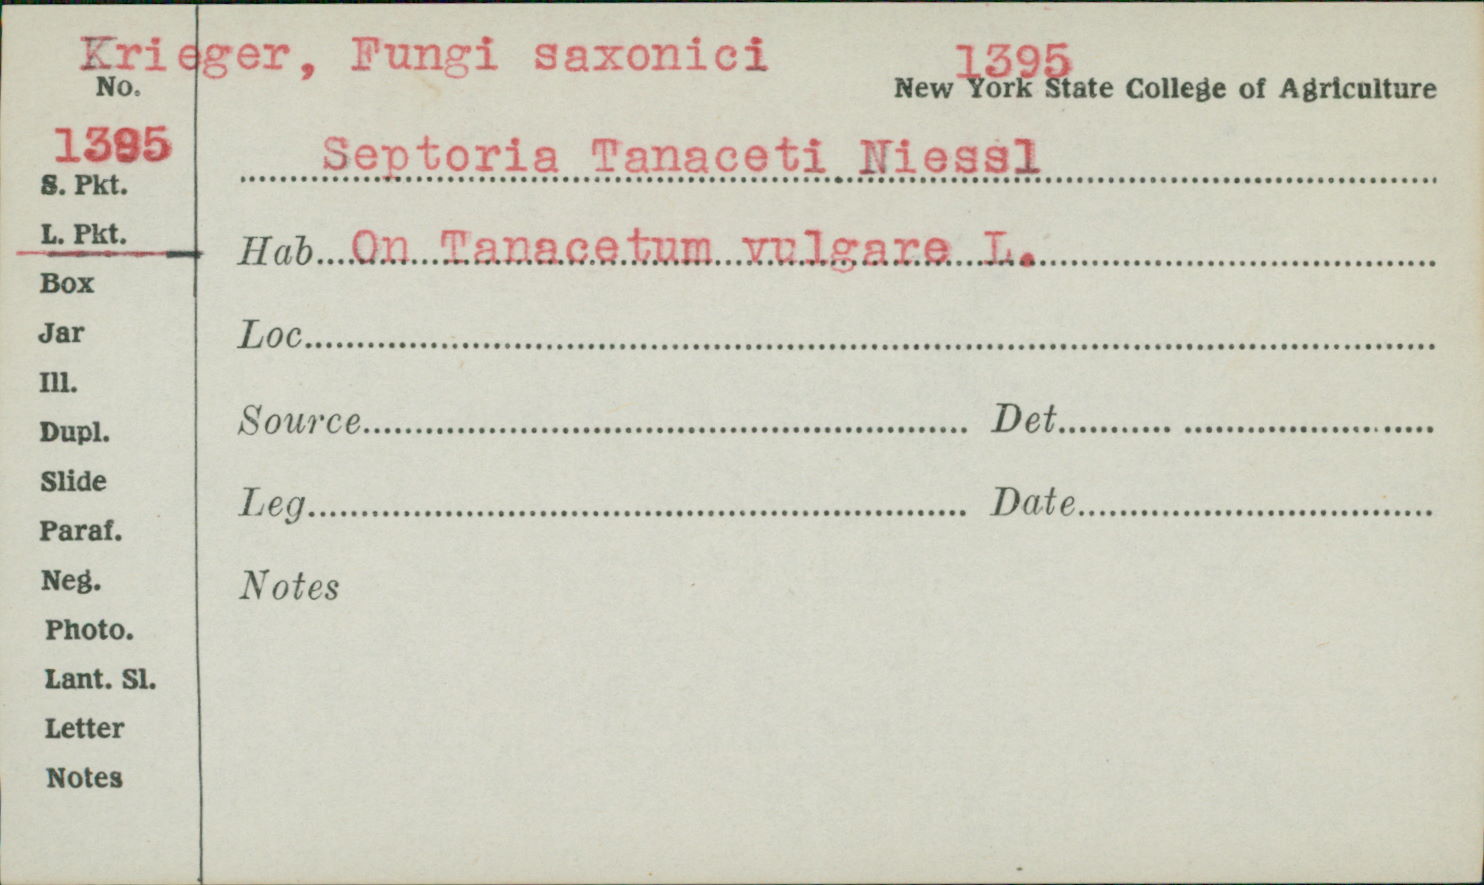 Krieger, Fungi saxonici 1395
No. New York State College of Agriculture
1395
Septoria Tanaceti Niessl
S. Pkt.
L. Pkt.
Hab. On Tanacetum vulgare L.
Box
Jar
Loc.
Ill.
Dupl.
Source Det.
Slide
Leg. Date
Paraf.
Neg.
Notes
Photo.
Lant. Sl.
Letter
Notes